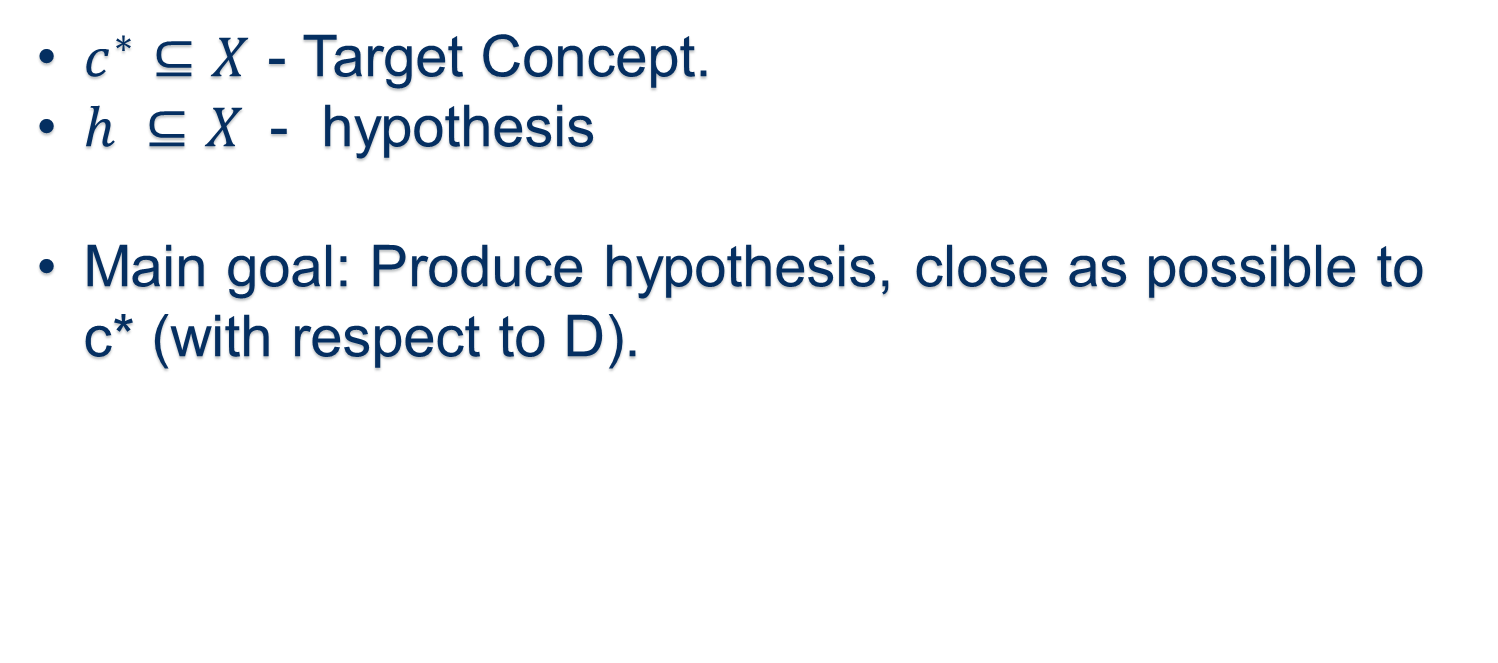 • c* ⊆ X - Target Concept.
• h ⊆ X - hypothesis
• Main goal: Produce hypothesis, close as possible to
c* (with respect to D).